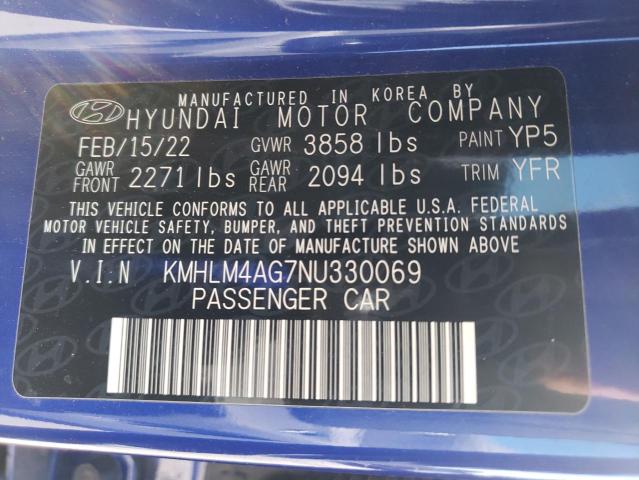 MANUFACTURED IN KOREA BY
HYUNDAI MOTOR COMPANY
FEB/15/22 GVWR 3858 lbs PAINT YP5
GAWR FRONT 2271 lbs GAWR REAR 2094 lbs TRIM YFR
THIS VEHICLE CONFORMS TO ALL APPLICABLE U.S.A. FEDERAL
MOTOR VEHICLE SAFETY, BUMPER, AND THEFT PREVENTION STANDARDS
IN EFFECT ON THE DATE OF MANUFACTURE SHOWN ABOVE
V.I.N KMHLM4AG7NU330069
PASSENGER CAR